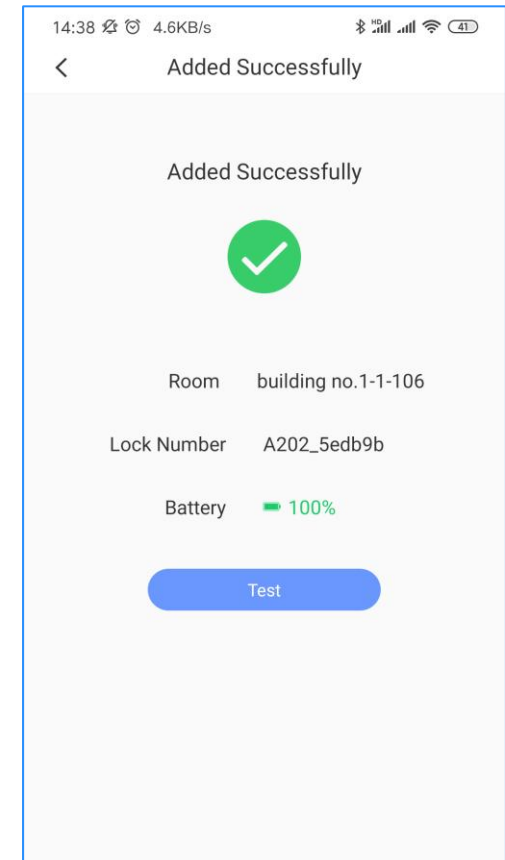 14:38 4.6KB/s HD 41
Added Successfully
Added Successfully
Room building no.1-1-106
Lock Number A202_5edb9b
Battery 100%
Test